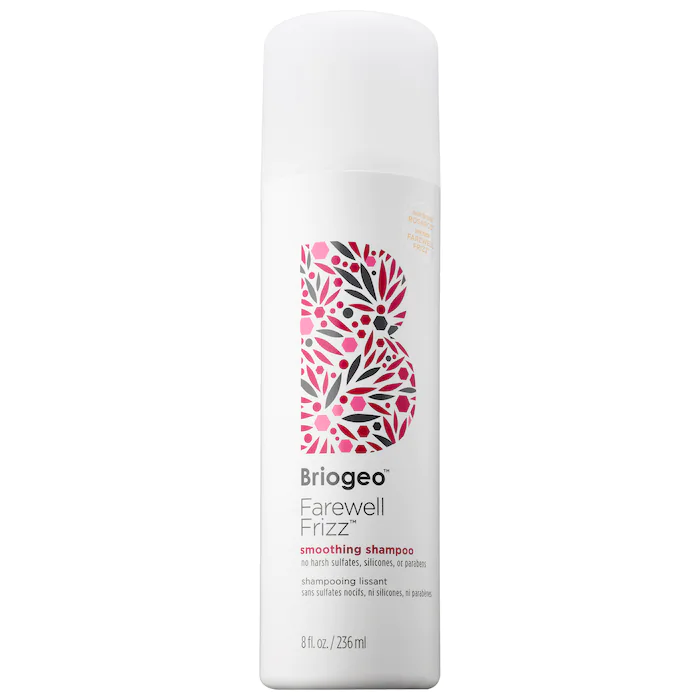 Briogeo™
Farewell
Frizz™
smoothing shampoo
no harsh sulfates, silicones, or parabens
shampooing lissant
sans sulfates nocifs, ni silicones, ni parabènes
8 fl. oz. / 236 ml